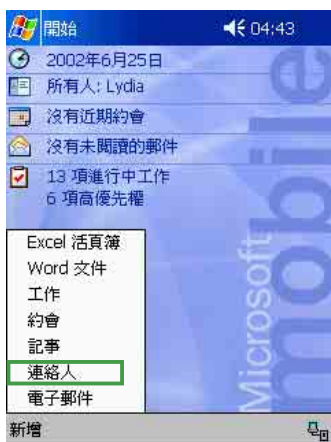 開始 04:43
2002年6月25日
所有人: Lydia
沒有近期約會
沒有未閱讀的郵件
13 項進行中工作
6 項高優先權
Excel 活頁簿
Word 文件
工作
約會
記事
連絡人
電子郵件
新增
Microsoft
mobile